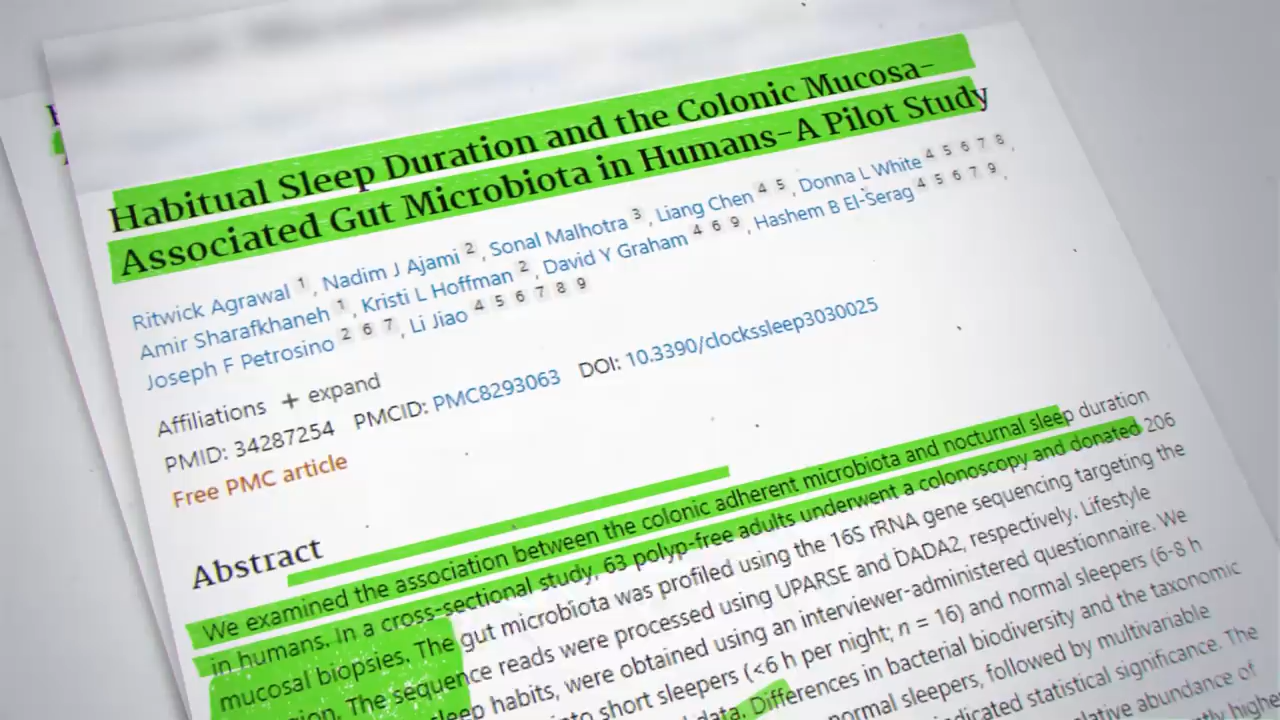 Habitual Sleep Duration and the Colonic Mucosa-
Associated Gut Microbiota in Humans-A Pilot Study
Ritwick Agrawal 1, Nadim J Ajami 2, Sonal Malhotra 3, Liang Chen 4 5, Donna L White 4 5 6 7 8,
Amir Sharafkhaneh 1, Kristi L Hoffman 2, David Y Graham 4 6 9, Hashem B El-Serag 4 5 6 7 9,
Joseph F Petrosino 2 6 7, Li Jiao 4 5 6 7 8 9
Affiliations + expand
PMID: 34287254 PMCID: PMC8293063 DOI: 10.3390/clockssleep3030025
Free PMC article
Abstract
We examined the association between the colonic adherent microbiota and nocturnal sleep duration
in humans. In a cross-sectional study, 63 polyp-free adults underwent a colonoscopy and donated 206
mucosal biopsies. The gut microbiota was profiled using the 16S rRNA gene sequencing targeting the
The sequence reads were processed using UPARSE and DADA2, respectively. Lifestyle
habits, were obtained using an interviewer-administered questionnaire. We
short sleepers (<6 h per night; n = 16) and normal sleepers (6-8 h
data. Differences in bacterial biodiversity and the taxonomic
normal sleepers, followed by multivariable
indicated statistical significance. The
abundance of